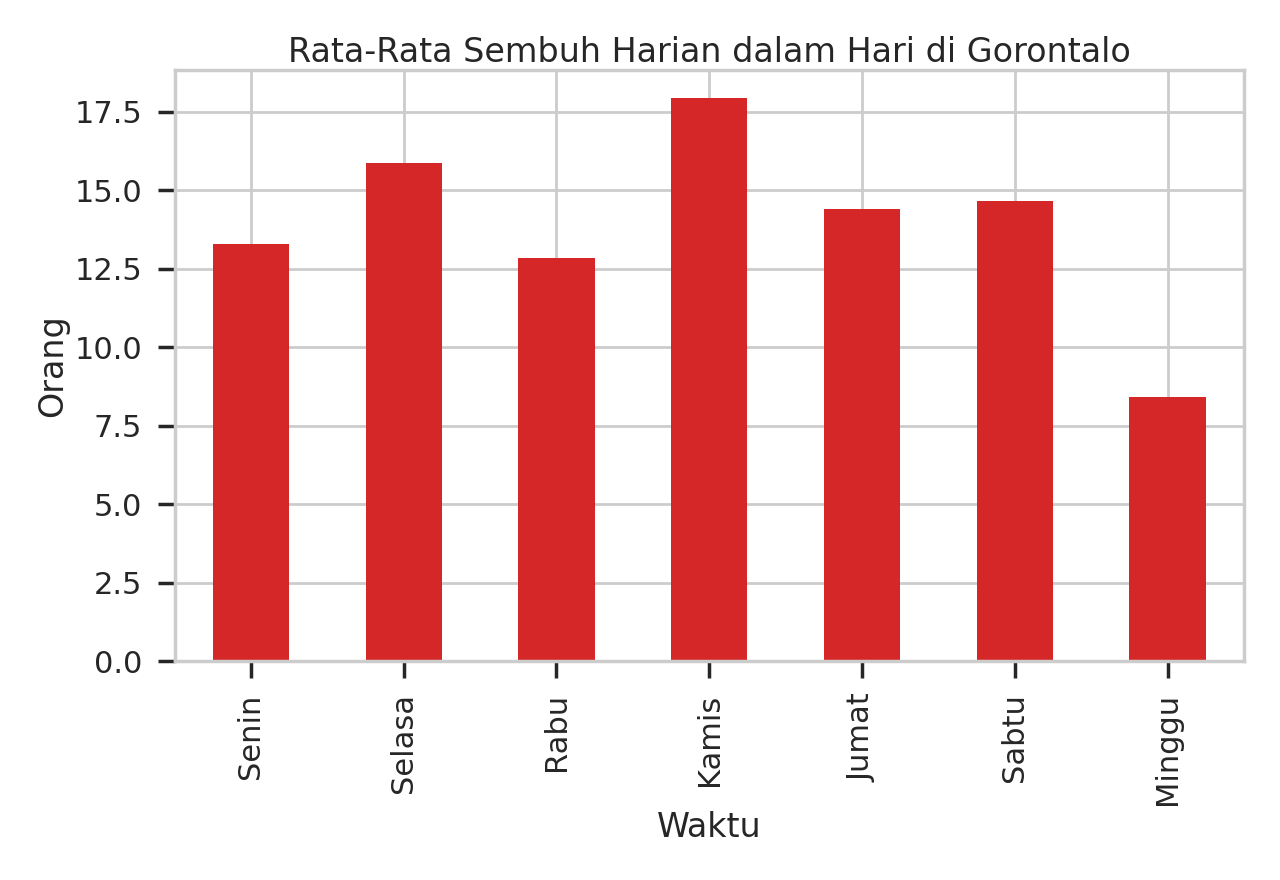 Rata-Rata Sembuh Harian dalam Hari di Gorontalo
Orang
17.5
15.0
12.5
10.0
7.5
5.0
2.5
0.0
Senin
Selasa
Rabu
Kamis
Jumat
Sabtu
Minggu
Waktu